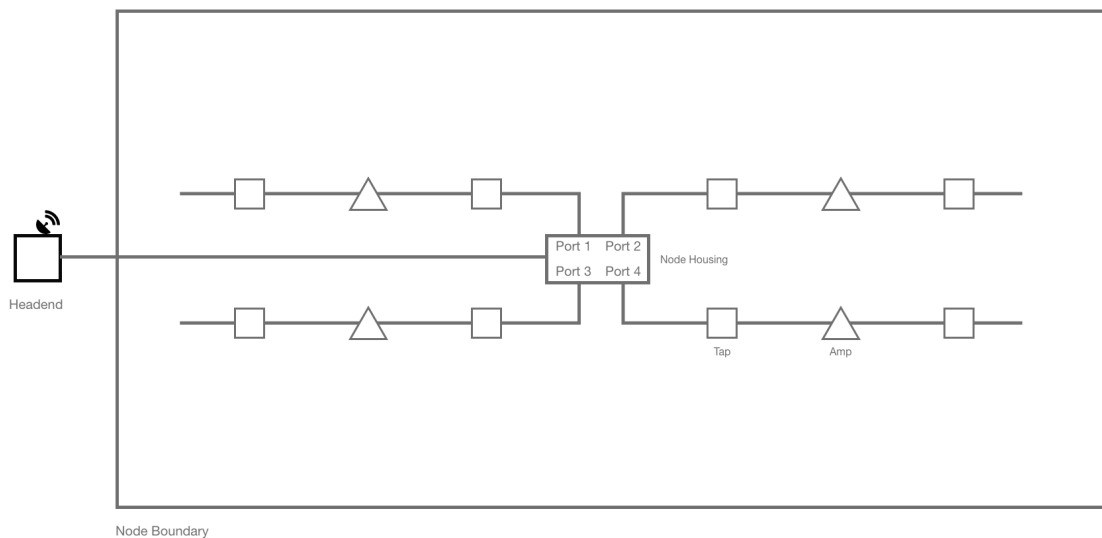 Port 1 Port 2
Node Housing
Port 3 Port 4
Headend
Tap
Amp
Node Boundary